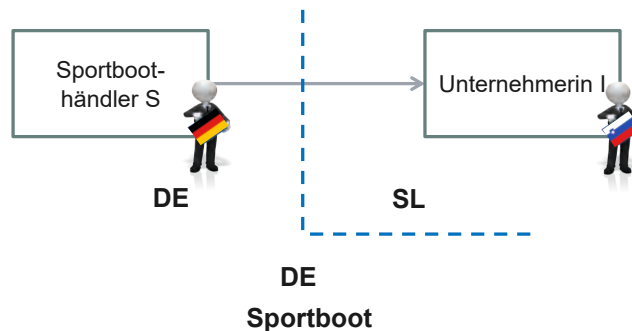 Sportboot-
händler S
Unternehmerin I
DE
SL
DE
Sportboot